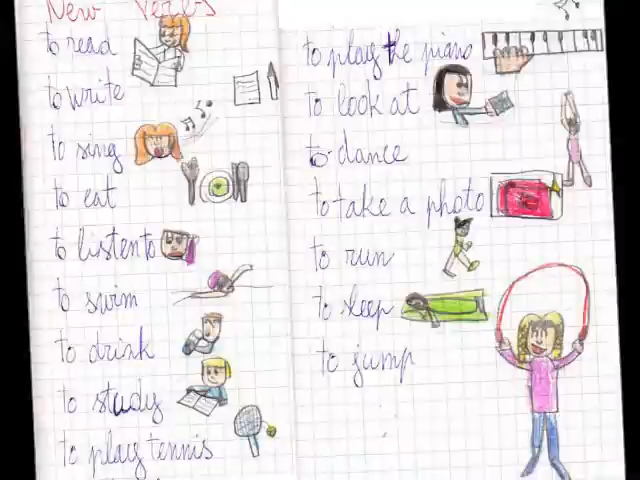 New Verbs
to read
to write
to sing
to eat
to listen to
to swim
to drink
to study
to play tennis
to play the piano
to look at
to dance
to take a photo
to run
to sleep
to jump